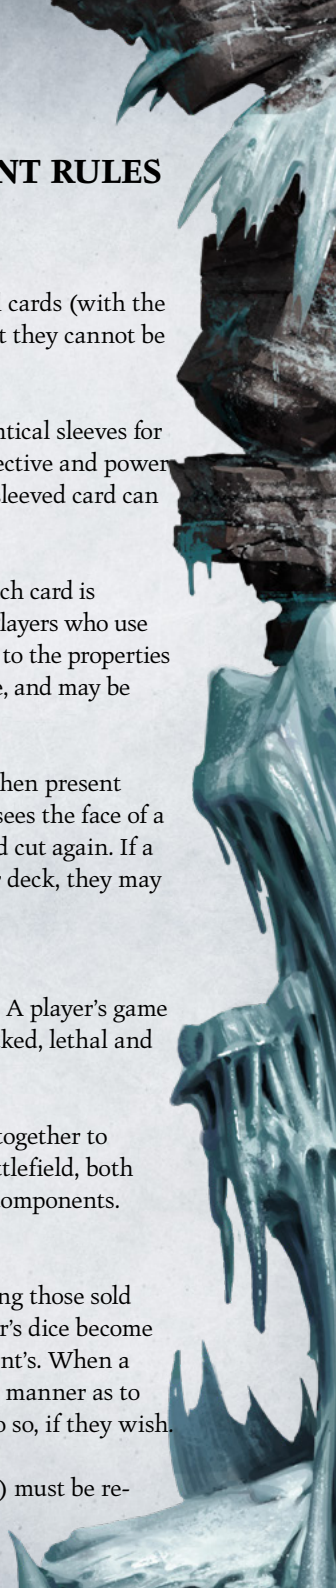 NT RULES
cards (with the
t they cannot be
ntical sleeves for
ective and power
sleeved card can
ch card is
layers who use
to the properties
e, and may be
hen present
sees the face of a
d cut again. If a
deck, they may
A player's game
ked, lethal and
together to
tlefield, both
omponents.
ng those sold
r's dice become
nt's. When a
manner as to
o so, if they wish.
) must be re-